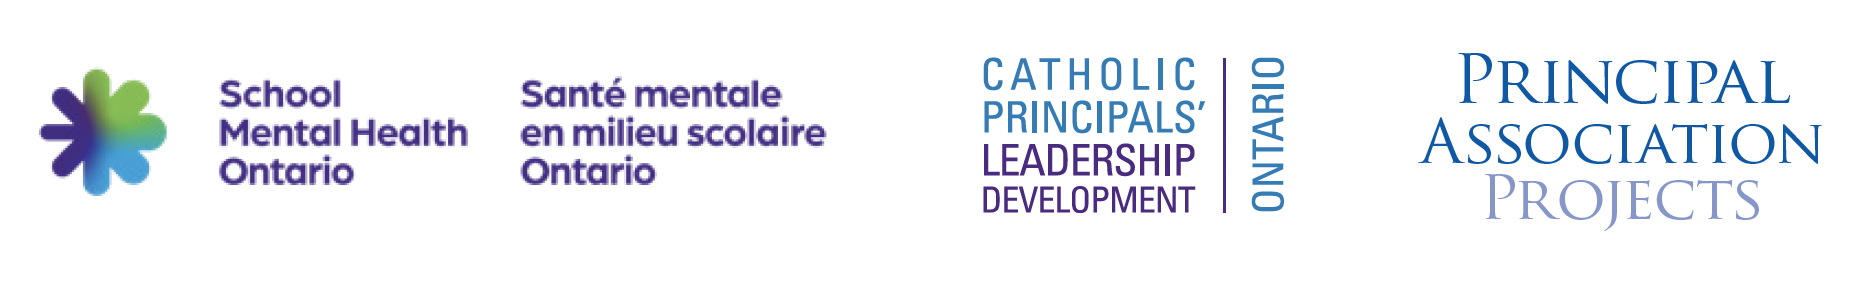 School
Mental Health
Ontario
Santé mentale
en milieu scolaire
Ontario
CATHOLIC
PRINCIPALS’
LEADERSHIP
DEVELOPMENT
ONTARIO
PRINCIPAL
ASSOCIATION
PROJECTS